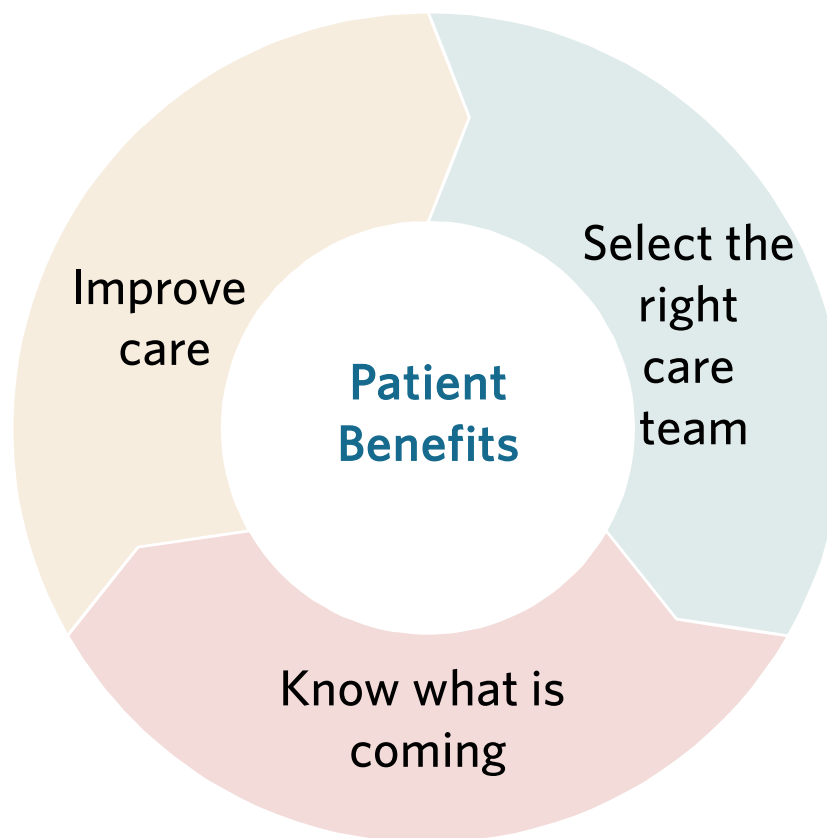 Select the
right
care
team
Know what is
coming
Improve
care
Patient
Benefits